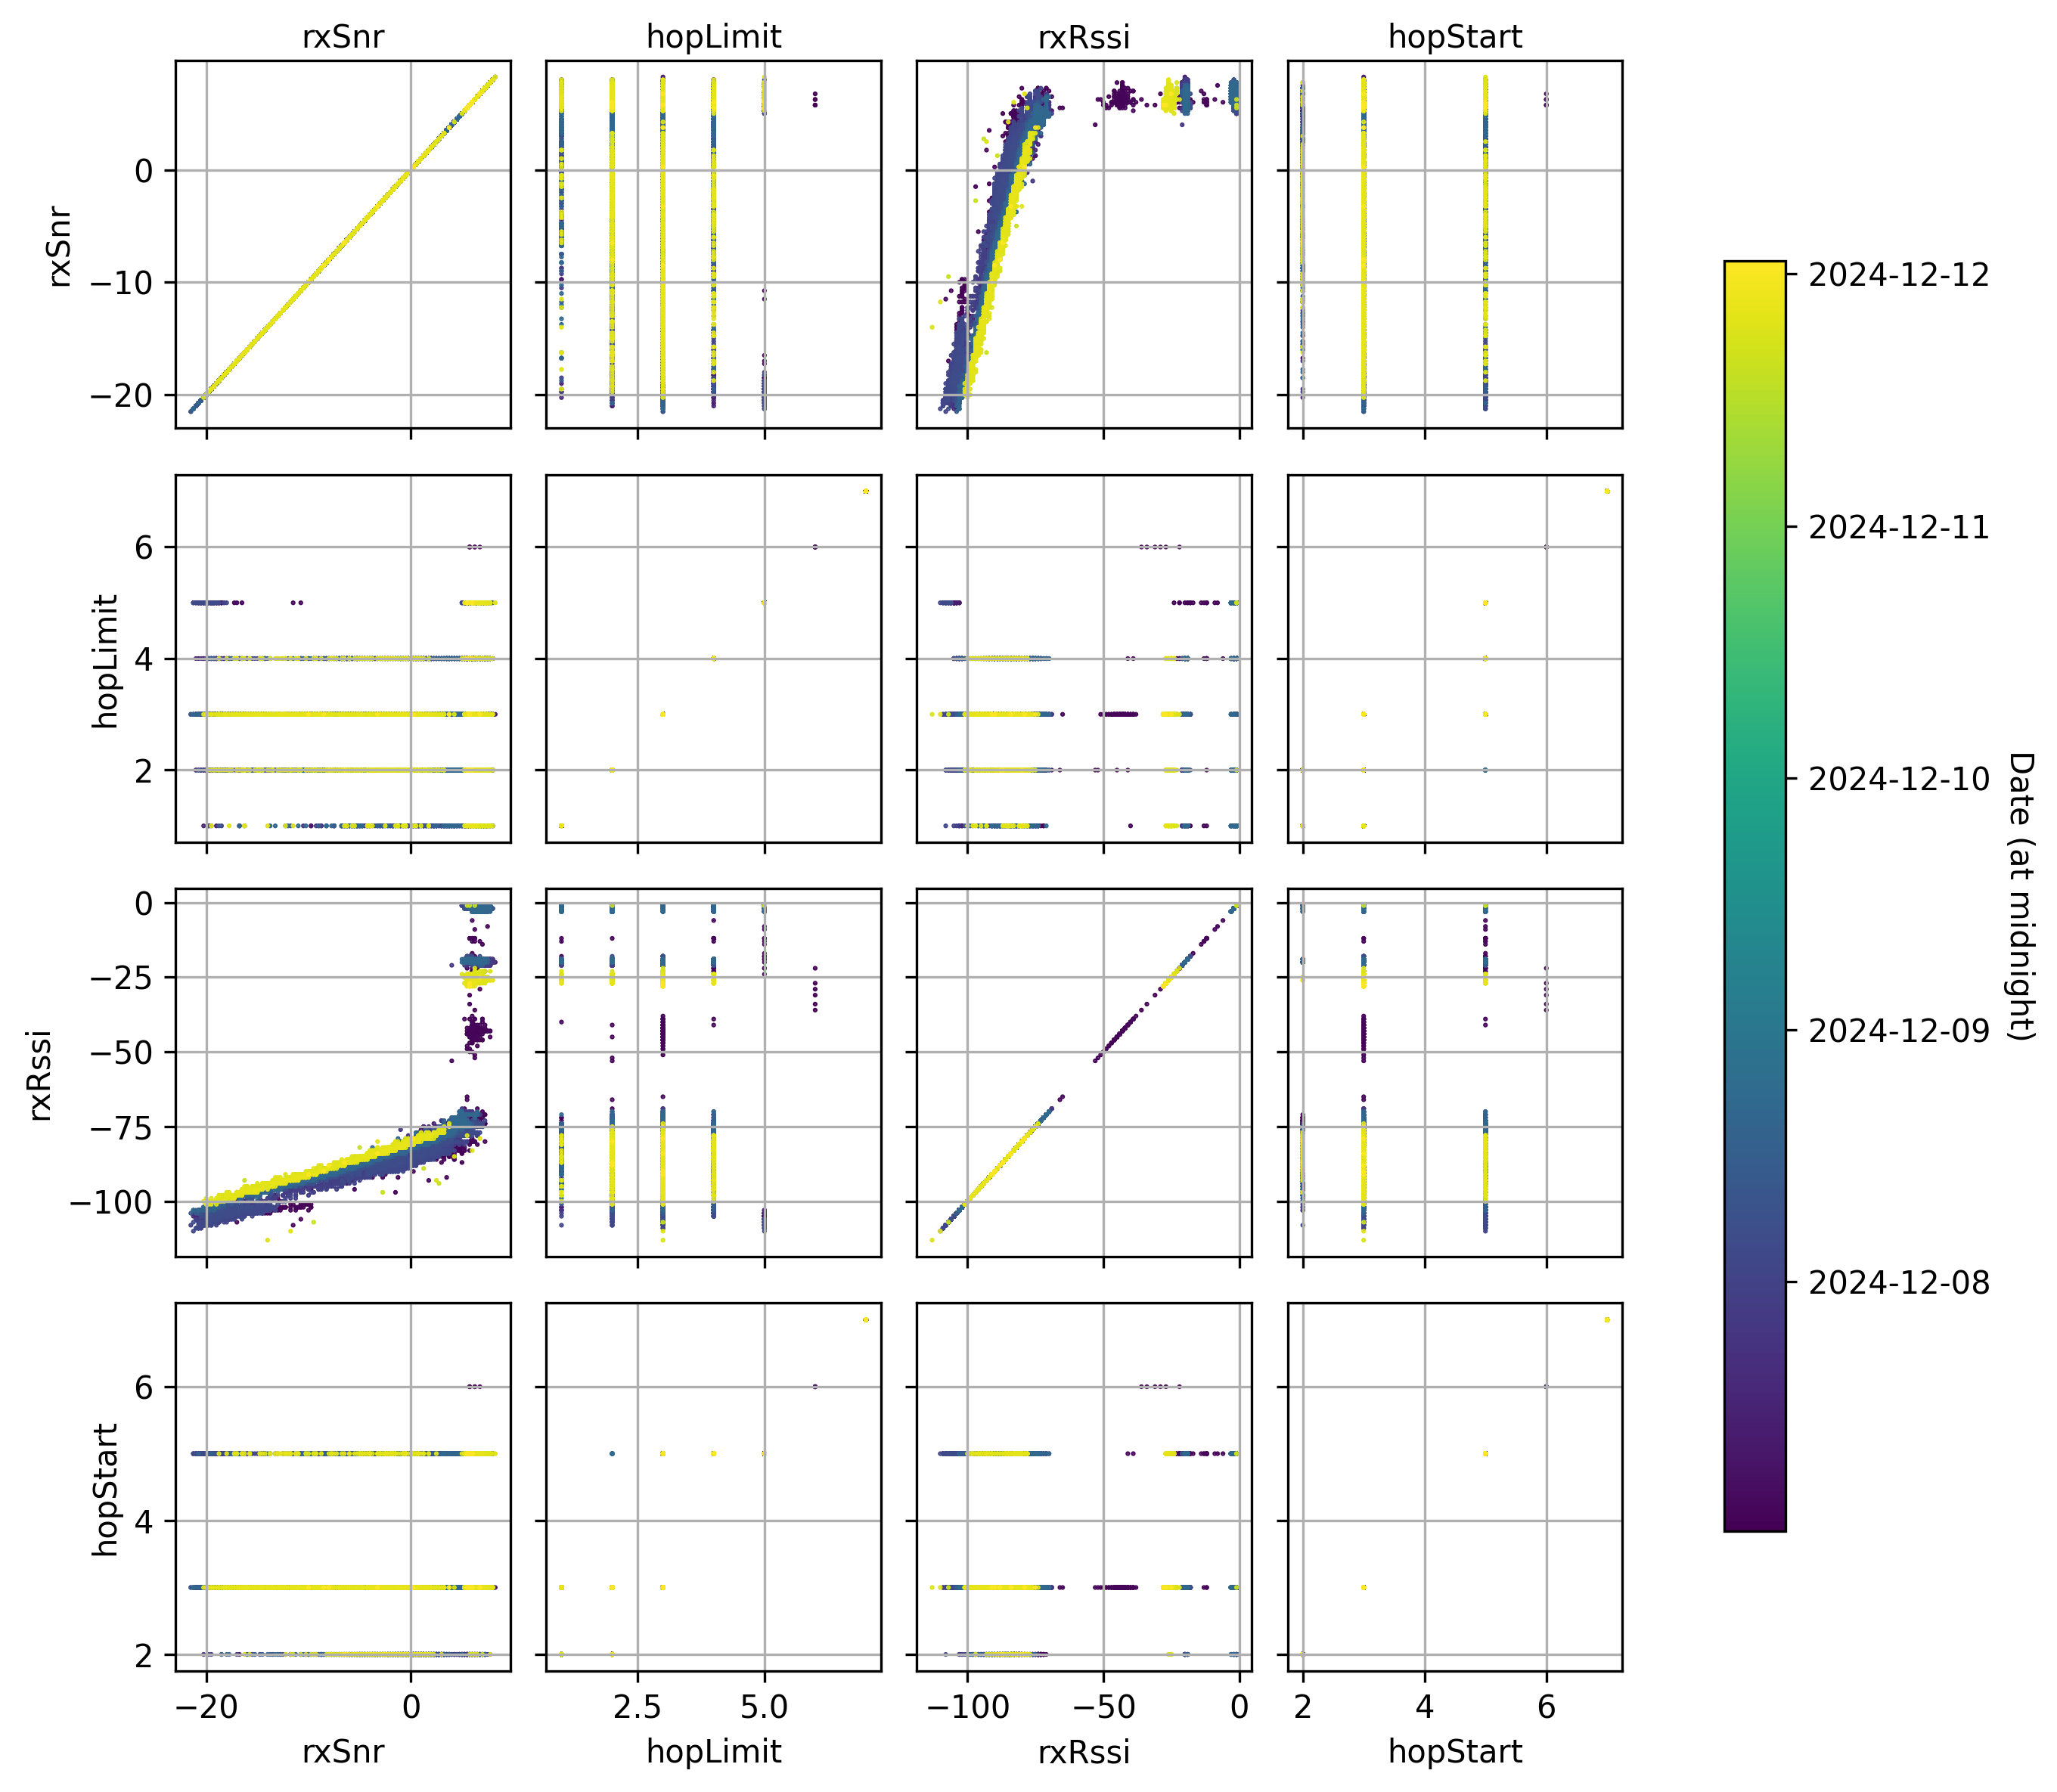 rxSnr hopLimit rxRssi hopStart
rxSnr
0
−10
−20
hopLimit
6
4
2
rxRssi
0
−25
−50
−75
−100
hopStart
6
4
2
−20 0 2.5 5.0 −100 −50 0 2 4 6
rxSnr hopLimit rxRssi hopStart
2024-12-12
2024-12-11
2024-12-10
2024-12-09
2024-12-08
Date (at midnight)